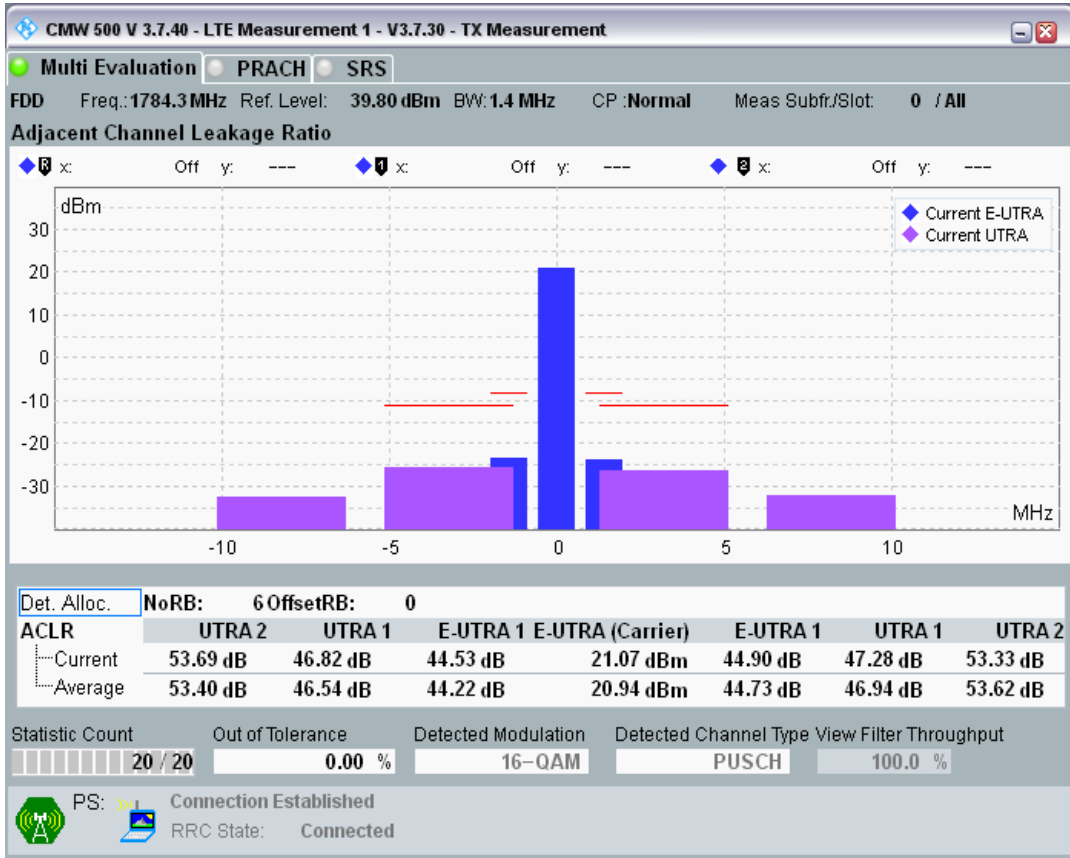 CMW 500 V 3.7.40 - LTE Measurement 1 - V3.7.30 - TX Measurement
Multi Evaluation PRACH SRS
FDD Freq.:1784.3 MHz Ref. Level: 39.80 dBm BW:1.4 MHz CP :Normal Meas Subfr./Slot: 0 / All
Adjacent Channel Leakage Ratio
R x: Off y: --- 1 x: Off y: --- 2 x: Off y: ---
dBm
Current E-UTRA
Current UTRA
30
20
10
0
-10
-20
-30
MHz
-10 -5 0 5 10
Det. Alloc. NoRB: 6 OffsetRB: 0
ACLR UTRA 2 UTRA 1 E-UTRA 1 E-UTRA (Carrier) E-UTRA 1 UTRA 1 UTRA 2
Current 53.69 dB 46.82 dB 44.53 dB 21.07 dBm 44.90 dB 47.28 dB 53.33 dB
Average 53.40 dB 46.54 dB 44.22 dB 20.94 dBm 44.73 dB 46.94 dB 53.62 dB
Statistic Count Out of Tolerance Detected Modulation Detected Channel Type View Filter Throughput
20 / 20 0.00 % 16-QAM PUSCH 100.0 %
PS: Connection Established
RRC State: Connected